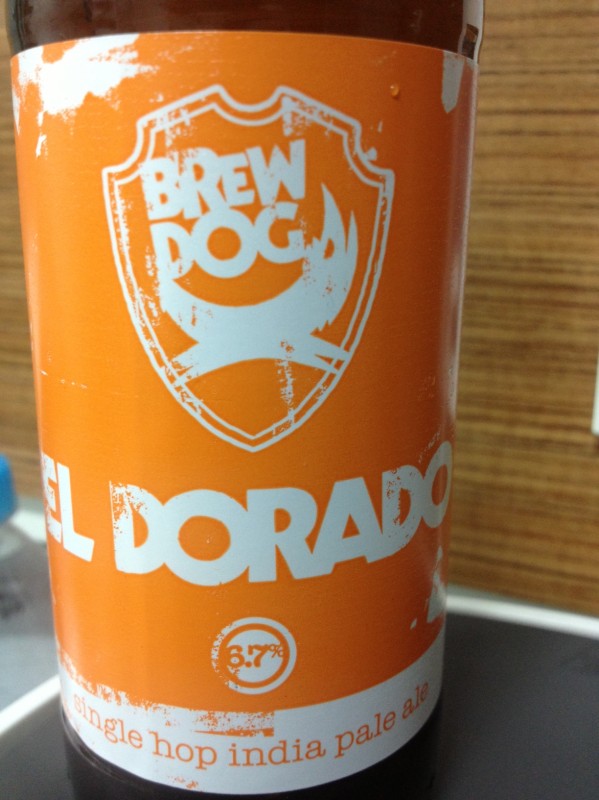 BREW
DOG
EL DORADO
6.7%
single hop india pale ale